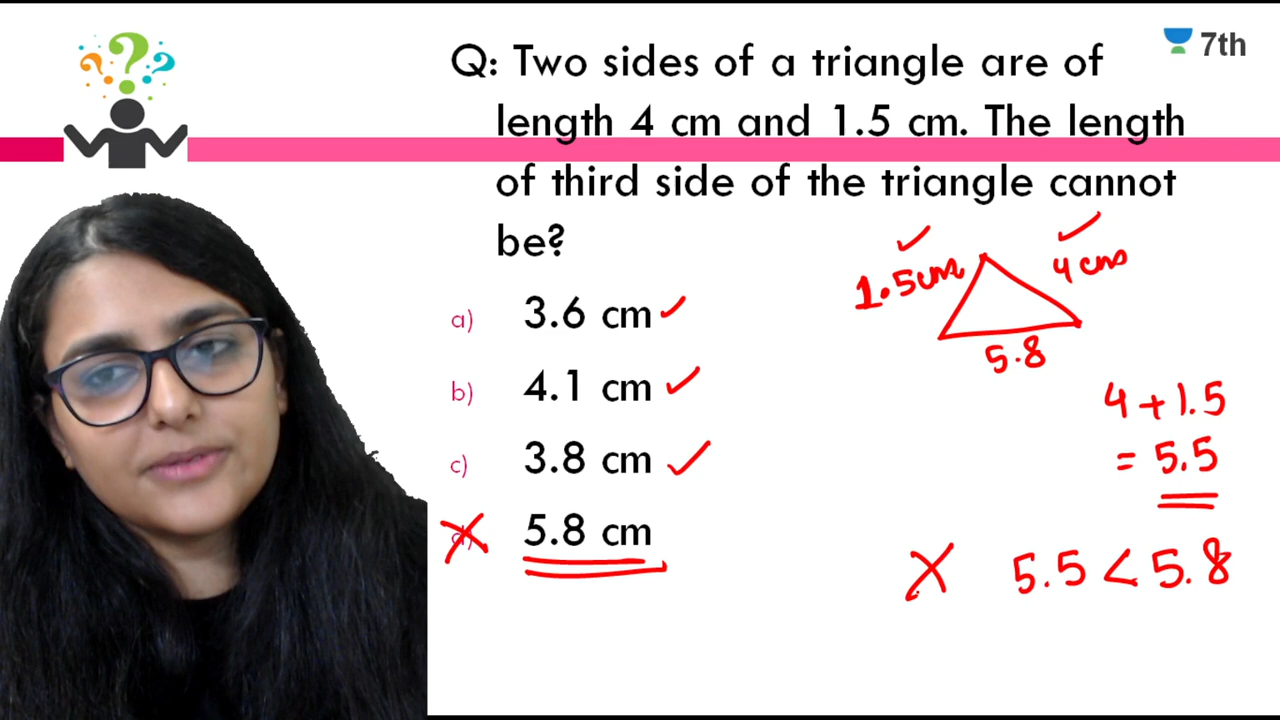 7th
Q: Two sides of a triangle are of
length 4 cm and 1.5 cm. The length
of third side of the triangle cannot
be?
a) 3.6 cm
b) 4.1 cm
c) 3.8 cm
d) 5.8 cm
1.5cm
4 cm
5.8
4 + 1.5
= 5.5
5.5 < 5.8